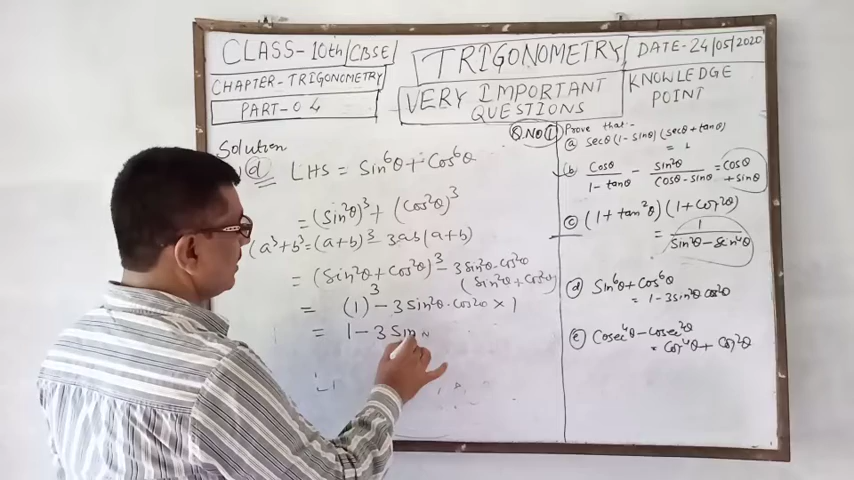 CLASS-10th/CBSE/
CHAPTER-TRIGONOMETRY
PART-04
TRIGONOMETRY
VERY IMPORTANT
QUESTIONS
DATE-24/05/2020
KNOWLEDGE
POINT
Solution
(d) LHS = Sin⁶θ + Cos⁶θ
= (Sin²θ)³ + (Cos²θ)³
(a³+b³=(a+b)³-3ab(a+b)
= (Sin²θ+Cos²θ)³ - 3Sin²θ.Cos²θ
(Sin²θ+Cos²θ)
= (1)³ - 3Sin²θ.Cos²θ × 1
= 1-3Sin
Q.NO.1 Prove that:-
(a) Secθ(1-Sinθ)(Secθ+tanθ)
= 1
(b) Cosθ/1-tanθ - Sin²θ/Cosθ-Sinθ = Cosθ
+Sinθ
(c) (1+tan²θ)(1+Cot²θ)
= 1/Sin²θ-Sin⁴θ
(d) Sin⁶θ+Cos⁶θ
= 1-3Sin²θ Cos²θ
(e) Cosec⁴θ-Cosec²θ
= Cot⁴θ+Cot²θ